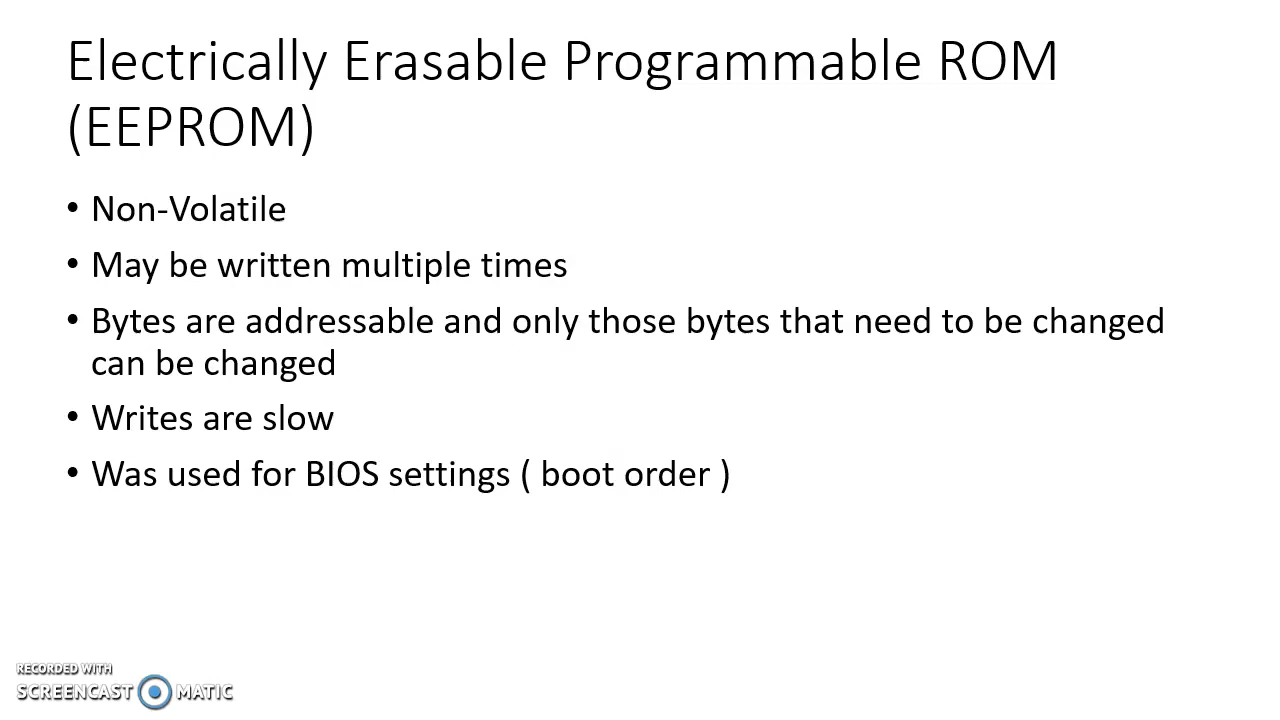 Electrically Erasable Programmable ROM
(EEPROM)
• Non-Volatile
• May be written multiple times
• Bytes are addressable and only those bytes that need to be changed
can be changed
• Writes are slow
• Was used for BIOS settings ( boot order )
RECORDED WITH
SCREENCAST MATIC